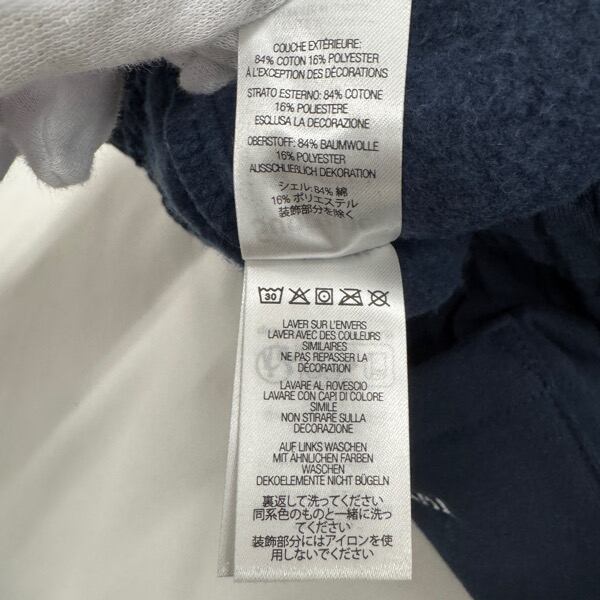 COUCHE EXTÉRIEURE:
84% COTON 16% POLYESTER
À L'EXCEPTION DES DÉCORATIONS
STRATO ESTERNO: 84% COTONE
16% POLIESTERE
ESCLUSA LA DECORAZIONE
OBERSTOFF: 84% BAUMWOLLE
16% POLYESTER
AUSSCHLIEßLICH DEKORATION
シェル: 84% 綿
16% ポリエステル
装飾部分を除く
30
LAVER SUR L'ENVERS
LAVER AVEC DES COULEURS
SIMILAIRES
NE PAS REPASSER LA
DÉCORATION
LAVARE AL ROVESCIO
LAVARE CON CAPI DI COLORE
SIMILE
NON STIRARE SULLA
DECORAZIONE
AUF LINKS WASCHEN
MIT ÄHNLICHEN FARBEN
WASCHEN
DEKOELEMENTE NICHT BÜGELN
裏返して洗ってください
同系色のものと一緒に洗っ
てください
装飾部分にはアイロンを使
用しないでください